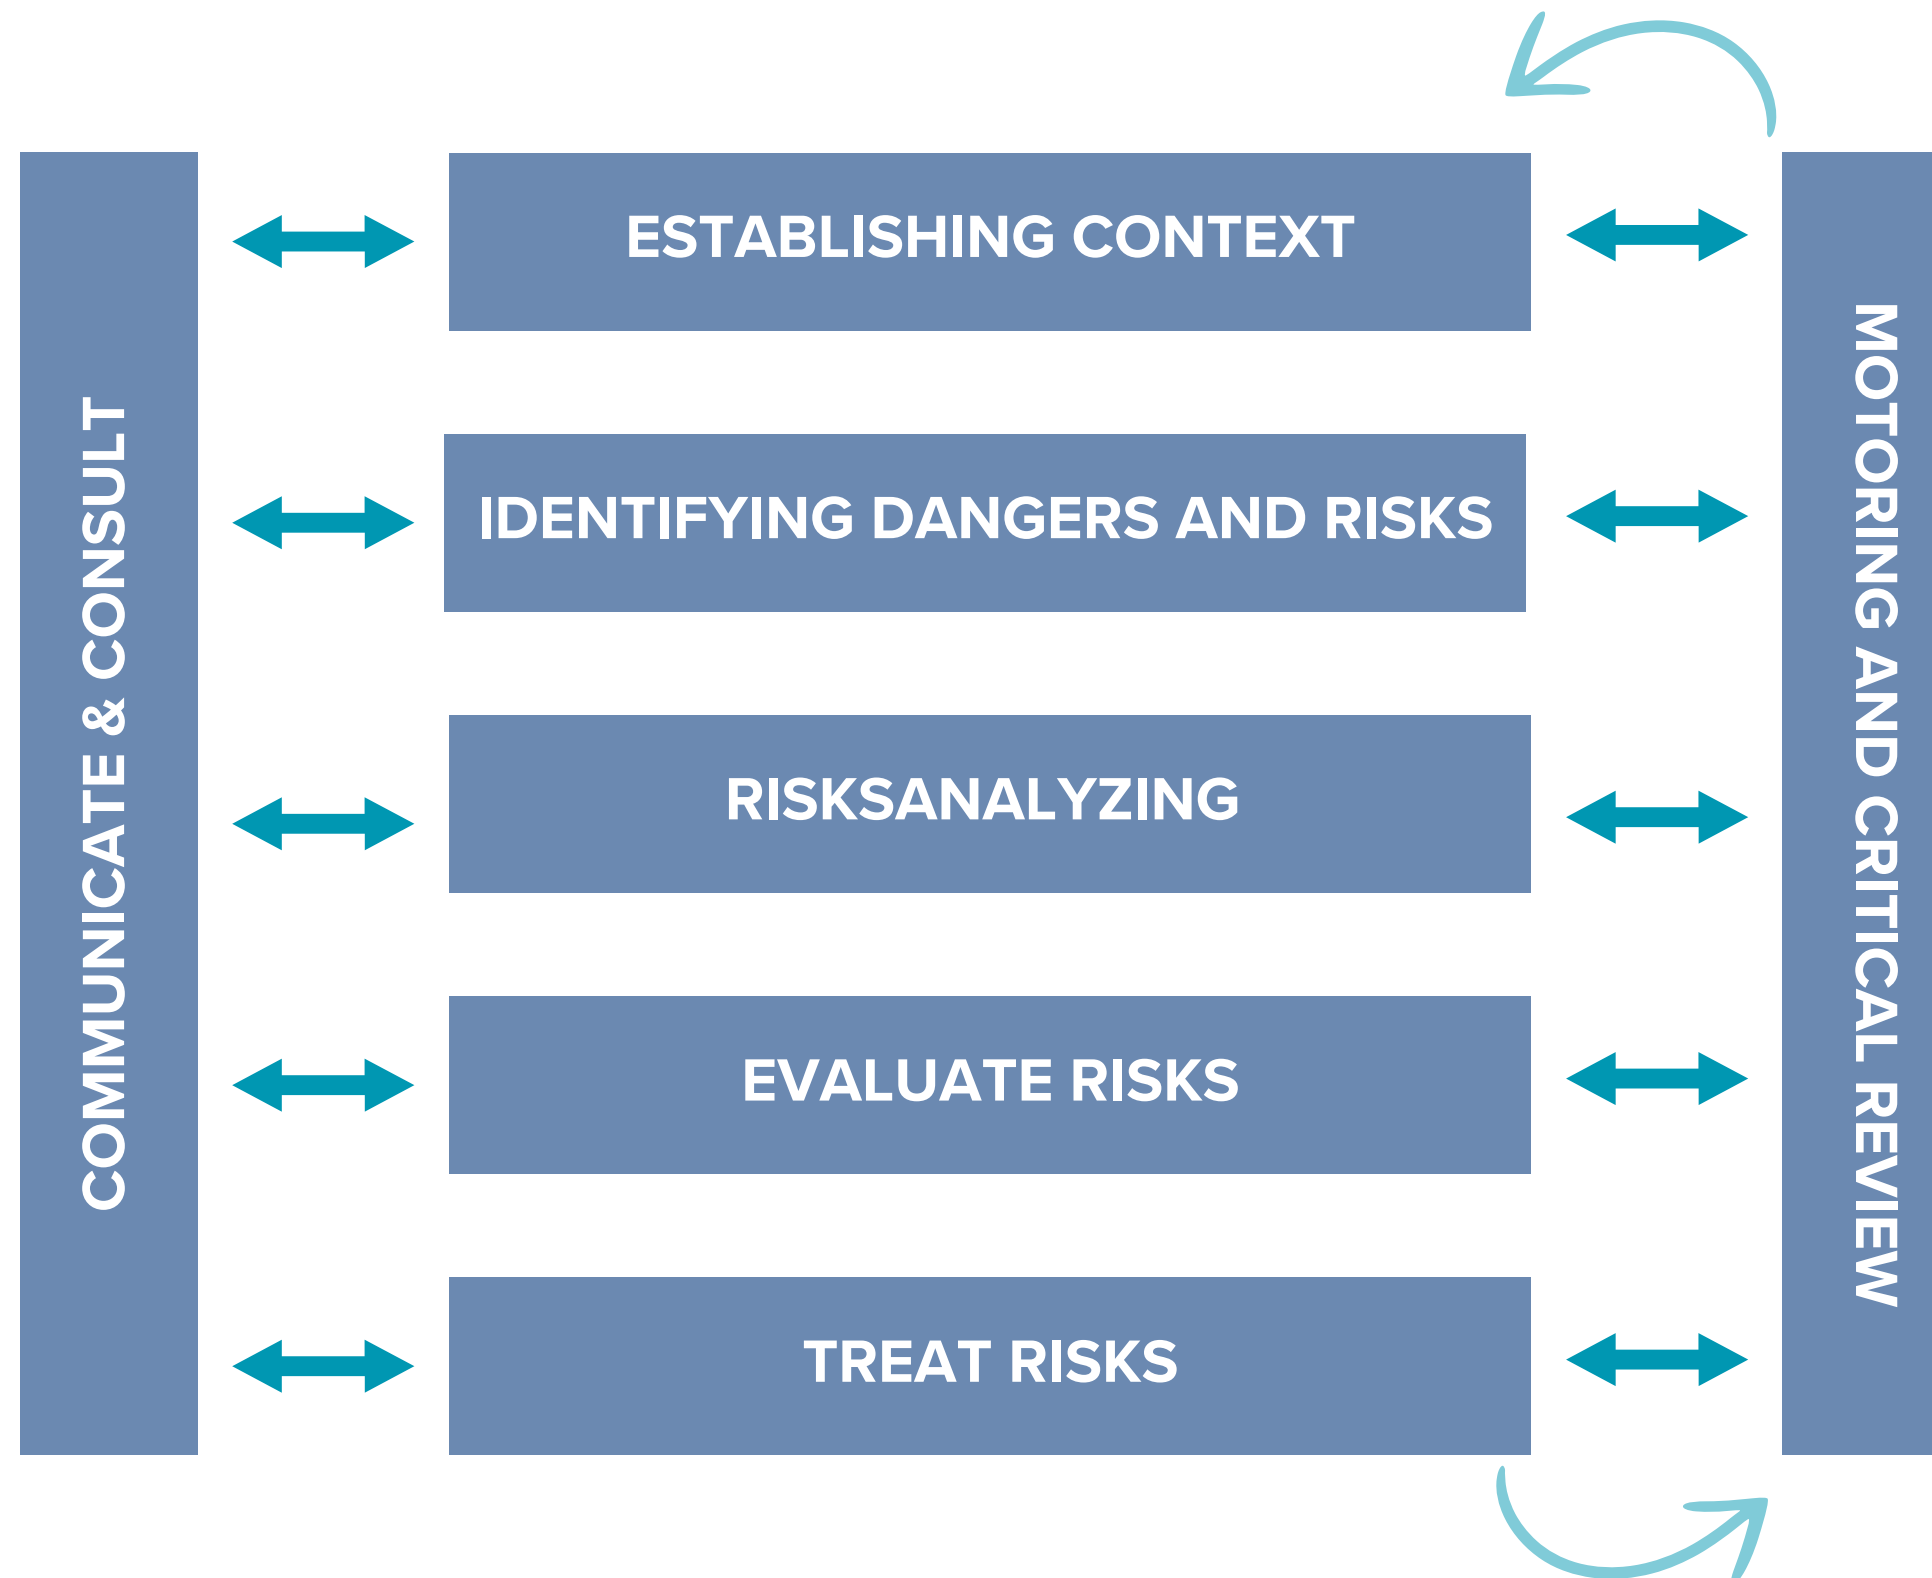 COMMUNICATE & CONSULT
ESTABLISHING CONTEXT
IDENTIFYING DANGERS AND RISKS
RISKSANALYZING
EVALUATE RISKS
TREAT RISKS
MOTORING AND CRITICAL REVIEW